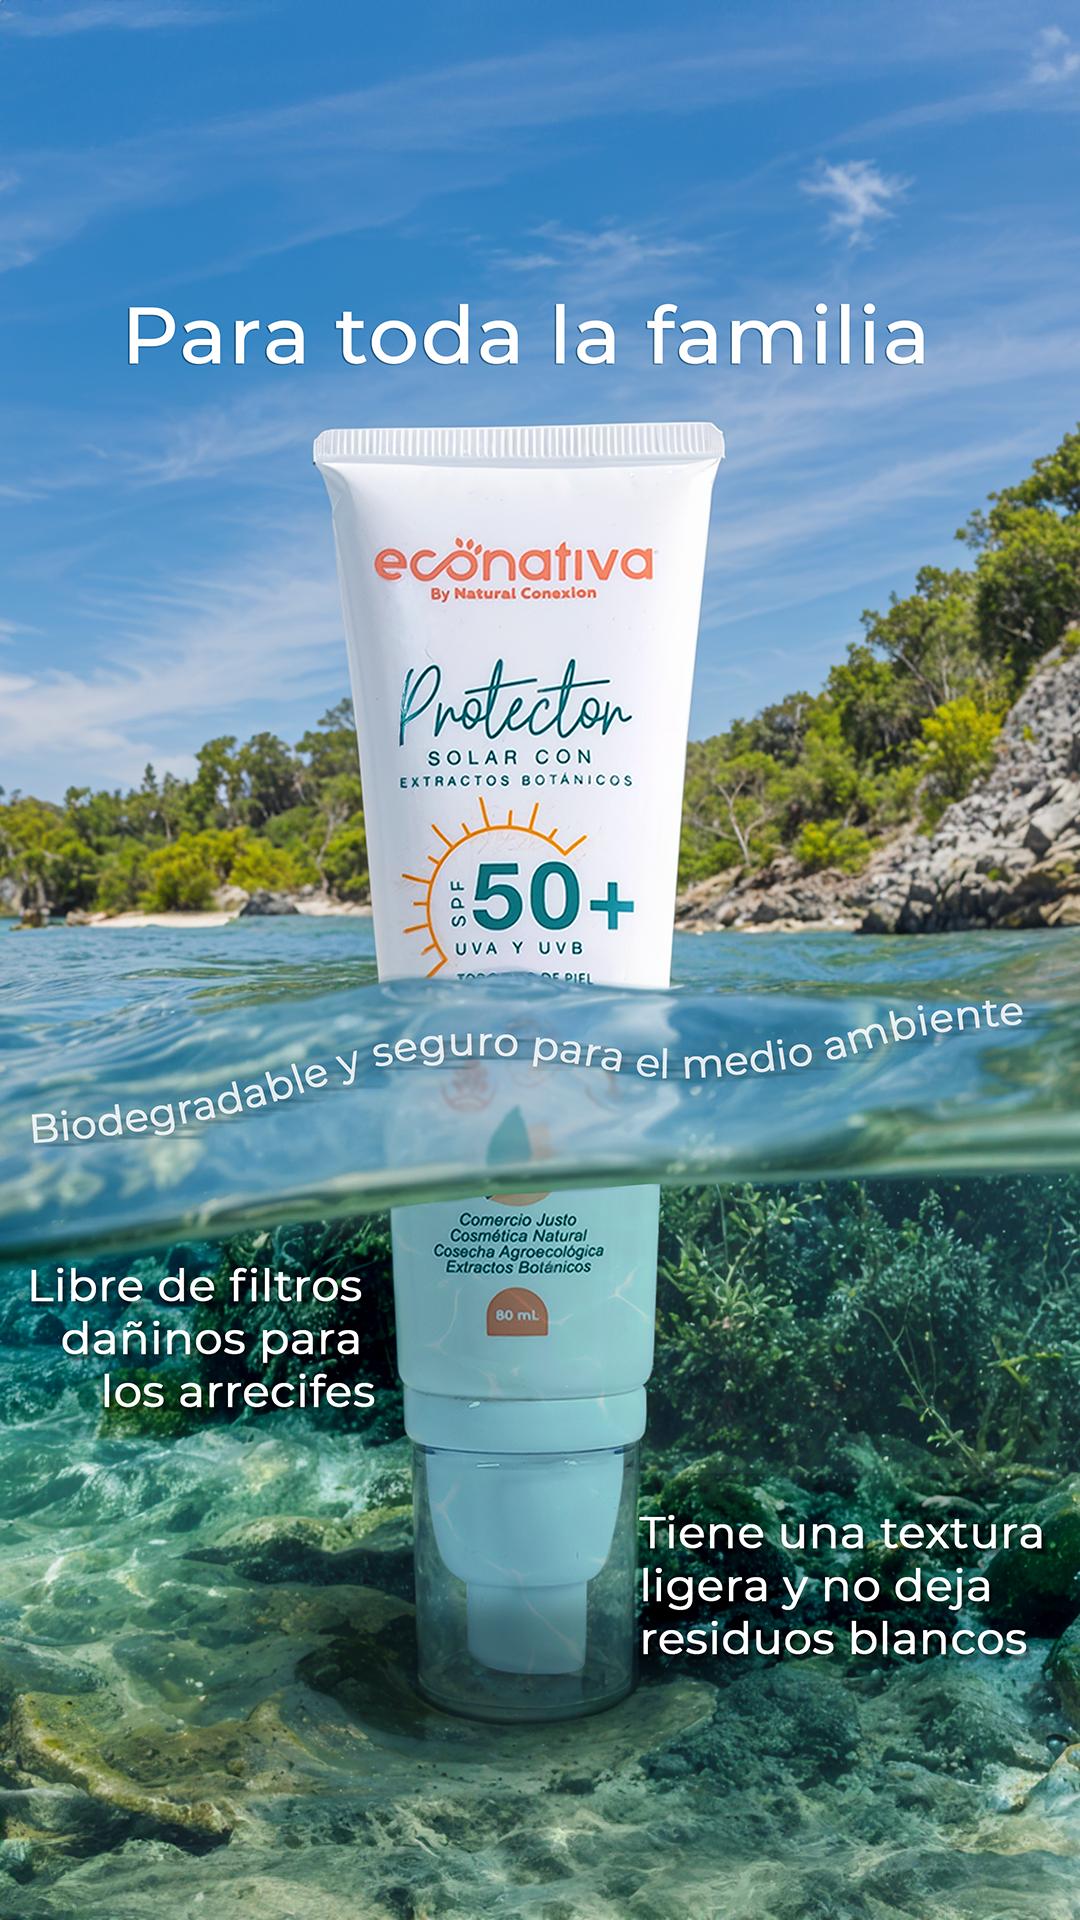 Para toda la familia
econativa
By Natural Conexion
Protector
SOLAR CON
EXTRACTOS BOTÁNICOS
SPF 50+
UVA Y UVB
DE PIEL
Biodegradable y seguro para el medio ambiente
Comercio Justo
Cosmética Natural
Cosecha Agroecológica
Extractos Botánicos
80 mL
Libre de filtros
dañinos para
los arrecifes
Tiene una textura
ligera y no deja
residuos blancos